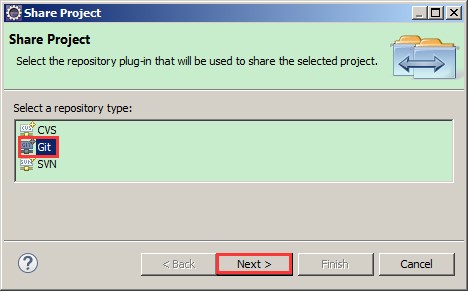 Share Project
Share Project
Select the repository plug-in that will be used to share the selected project.
Select a repository type:
CVS
Git
SVN
?
< Back
Next >
Finish
Cancel